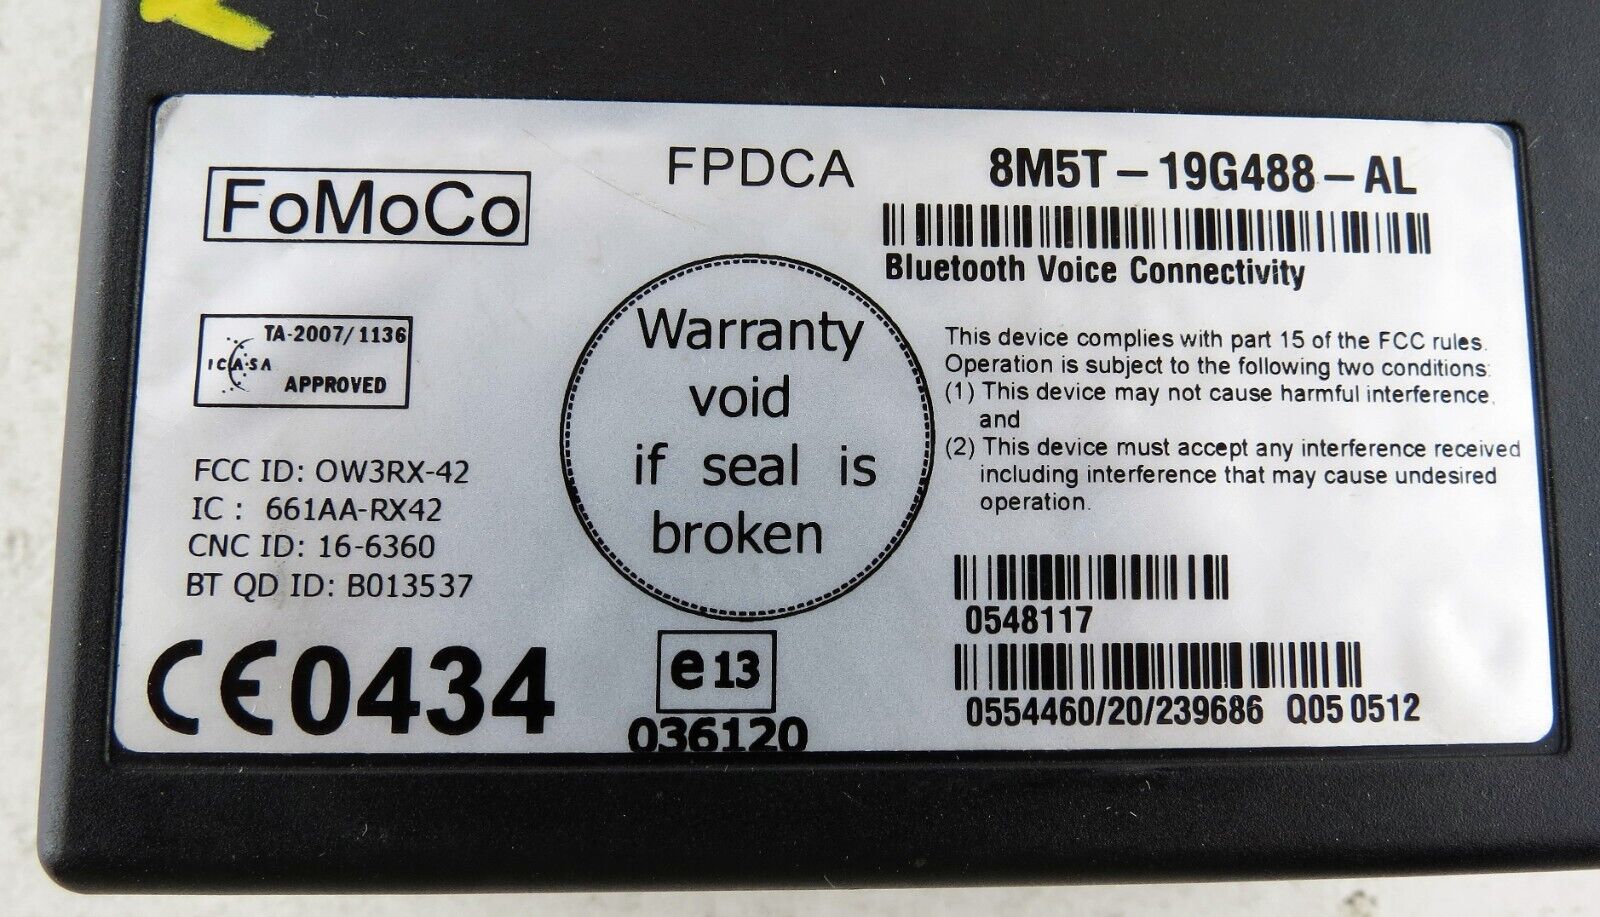 FoMoCo
FPDCA
8M5T-19G488-AL
Bluetooth Voice Connectivity
TA-2007/1136
ICASA
APPROVED
FCC ID: OW3RX-42
IC : 661AA-RX42
CNC ID: 16-6360
BT QD ID: B013537
CE0434
Warranty
void
if seal is
broken
e13
036120
This device complies with part 15 of the FCC rules.
Operation is subject to the following two conditions:
(1) This device may not cause harmful interference,
and
(2) This device must accept any interference received
including interference that may cause undesired
operation.
0548117
0554460/20/239686 Q05 0512